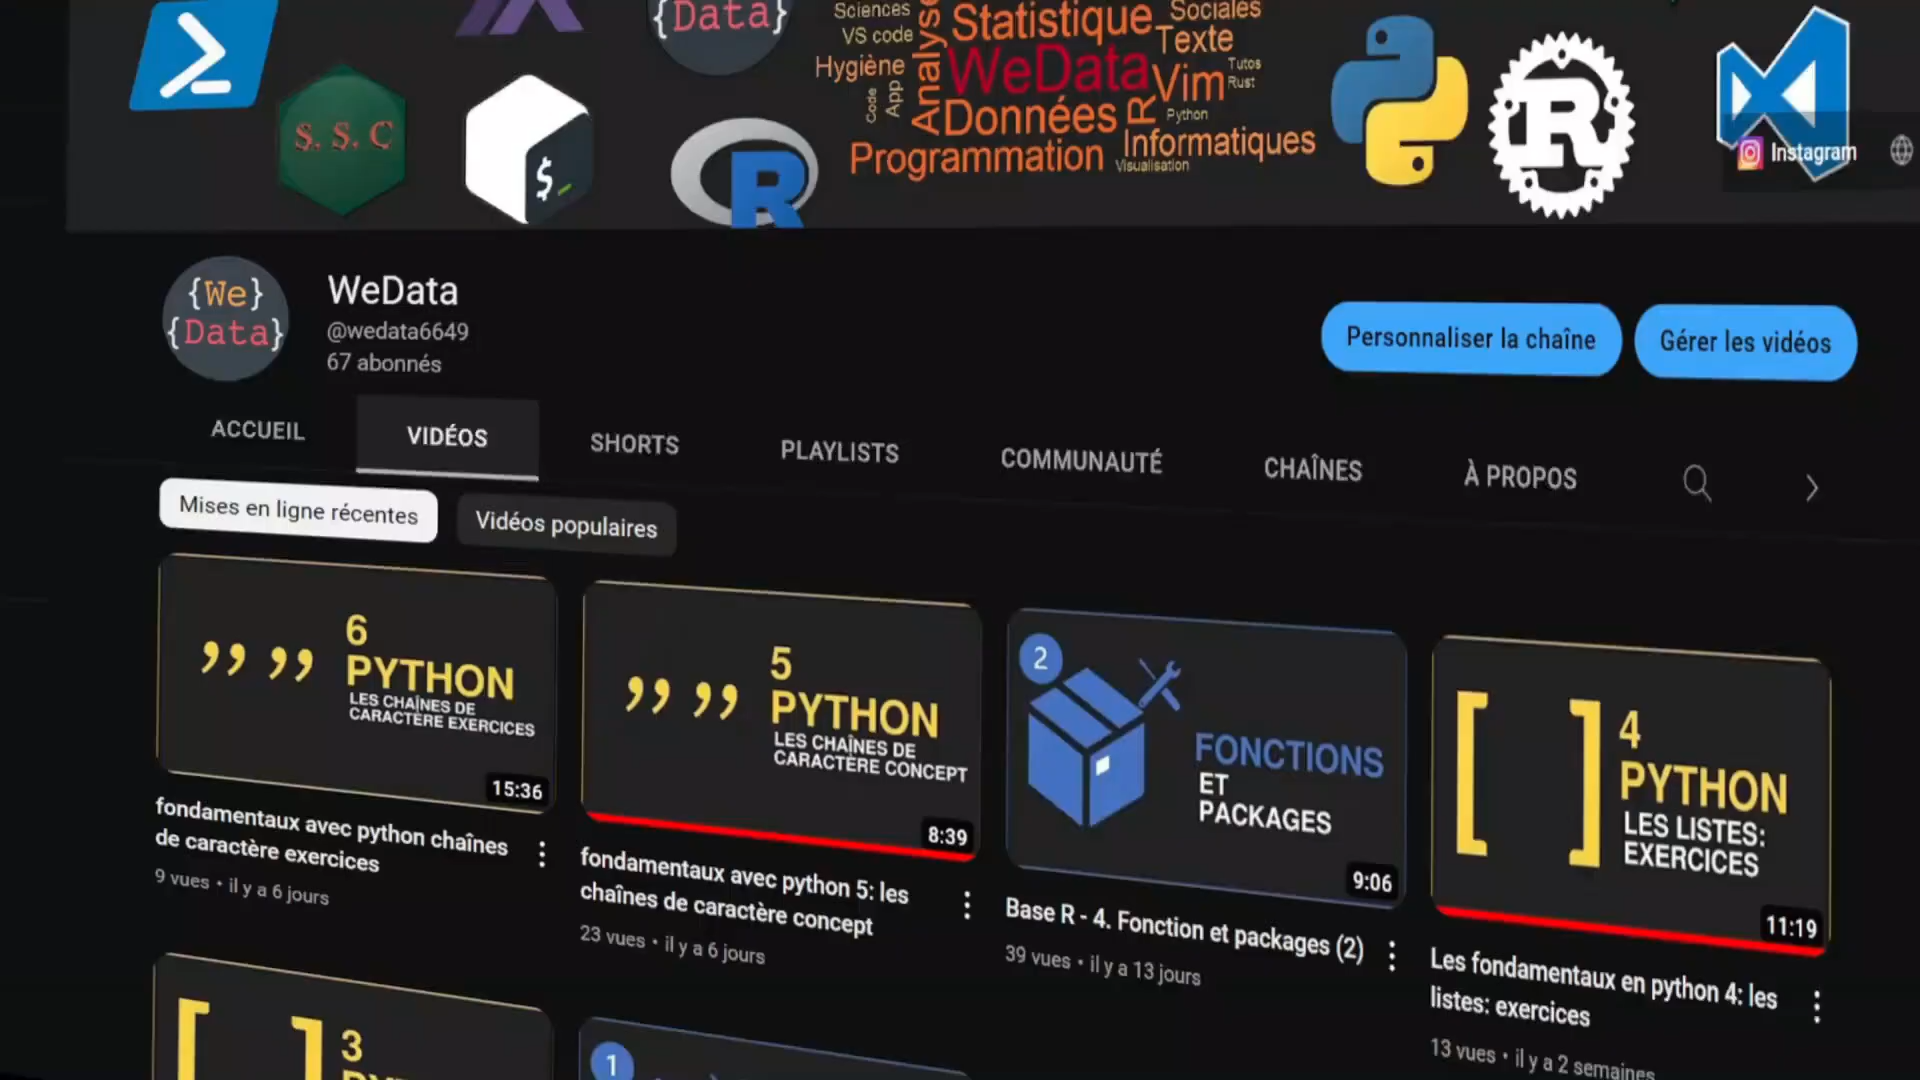 {Data}
Sciences
VS code
Hygiène
Code
App
Analyse
Statistique
WeData
Données
Programmation
Sociales
Texte
Vim
Tutos
Rust
R
Python
Informatiques
Visualisation
S. S. C
$
R
R
Instagram
{We}
{Data}
WeData
@wedata6649
67 abonnés
Personnaliser la chaîne
Gérer les vidéos
ACCUEIL
VIDÉOS
SHORTS
PLAYLISTS
COMMUNAUTÉ
CHAÎNES
À PROPOS
Mises en ligne récentes
Vidéos populaires
,, ,,
6
PYTHON
LES CHAÎNES DE
CARACTÈRE EXERCICES
15:36
fondamentaux avec python chaînes
de caractère exercices
9 vues • il y a 6 jours
,, ,,
5
PYTHON
LES CHAÎNES DE
CARACTÈRE CONCEPT
8:39
fondamentaux avec python 5: les
chaînes de caractère concept
23 vues • il y a 6 jours
2
FONCTIONS
ET
PACKAGES
9:06
Base R - 4. Fonction et packages (2)
39 vues • il y a 13 jours
[ ]
4
PYTHON
LES LISTES:
EXERCICES
11:19
Les fondamentaux en python 4: les
listes: exercices
13 vues • il y a 2 semaines
[ ]
3
1